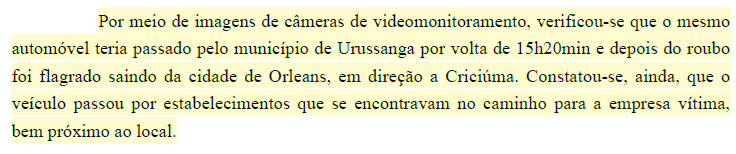 Por meio de imagens de câmeras de videomonitoramento, verificou-se que o mesmo
automóvel teria passado pelo município de Urussanga por volta de 15h20min e depois do roubo
foi flagrado saindo da cidade de Orleans, em direção a Criciúma. Constatou-se, ainda, que o
veículo passou por estabelecimentos que se encontravam no caminho para a empresa vítima,
bem próximo ao local.